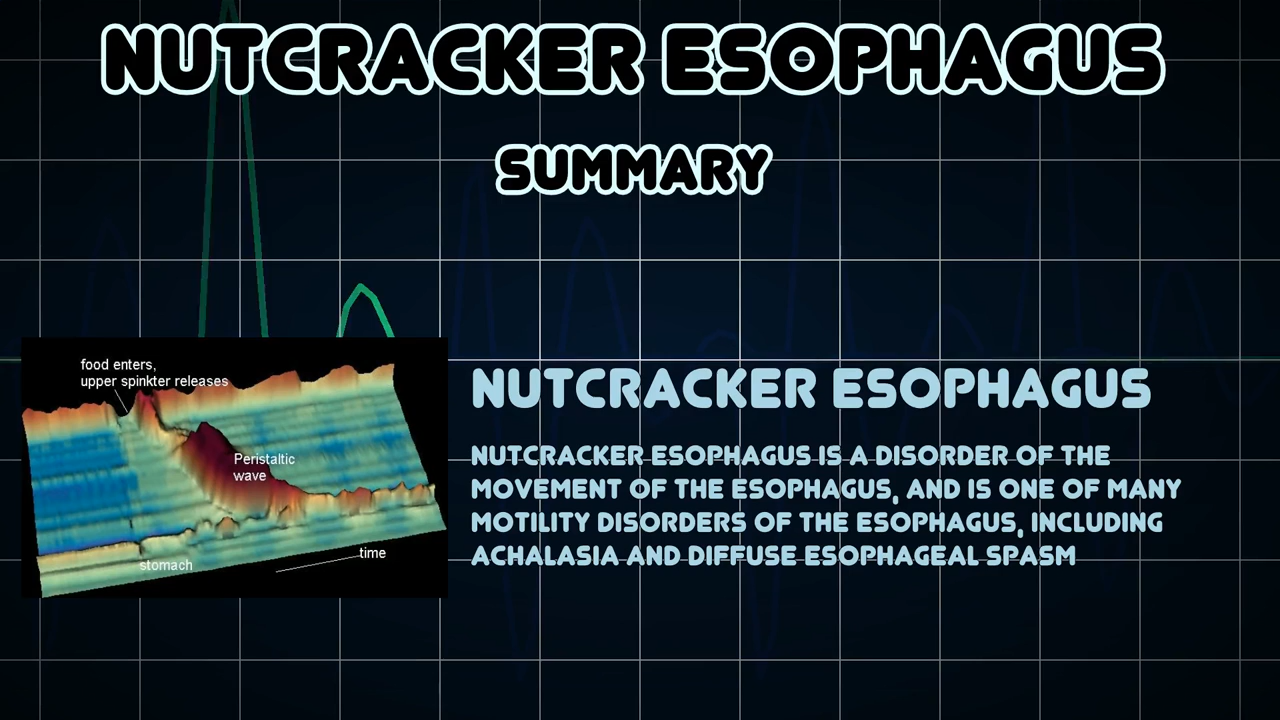 NUTCRACKER ESOPHAGUS
SUMMARY
food enters,
upper spinkter releases
Peristaltic
wave
time
stomach
NUTCRACKER ESOPHAGUS
NUTCRACKER ESOPHAGUS IS A DISORDER OF THE
MOVEMENT OF THE ESOPHAGUS, AND IS ONE OF MANY
MOTILITY DISORDERS OF THE ESOPHAGUS, INCLUDING
ACHALASIA AND DIFFUSE ESOPHAGEAL SPASM